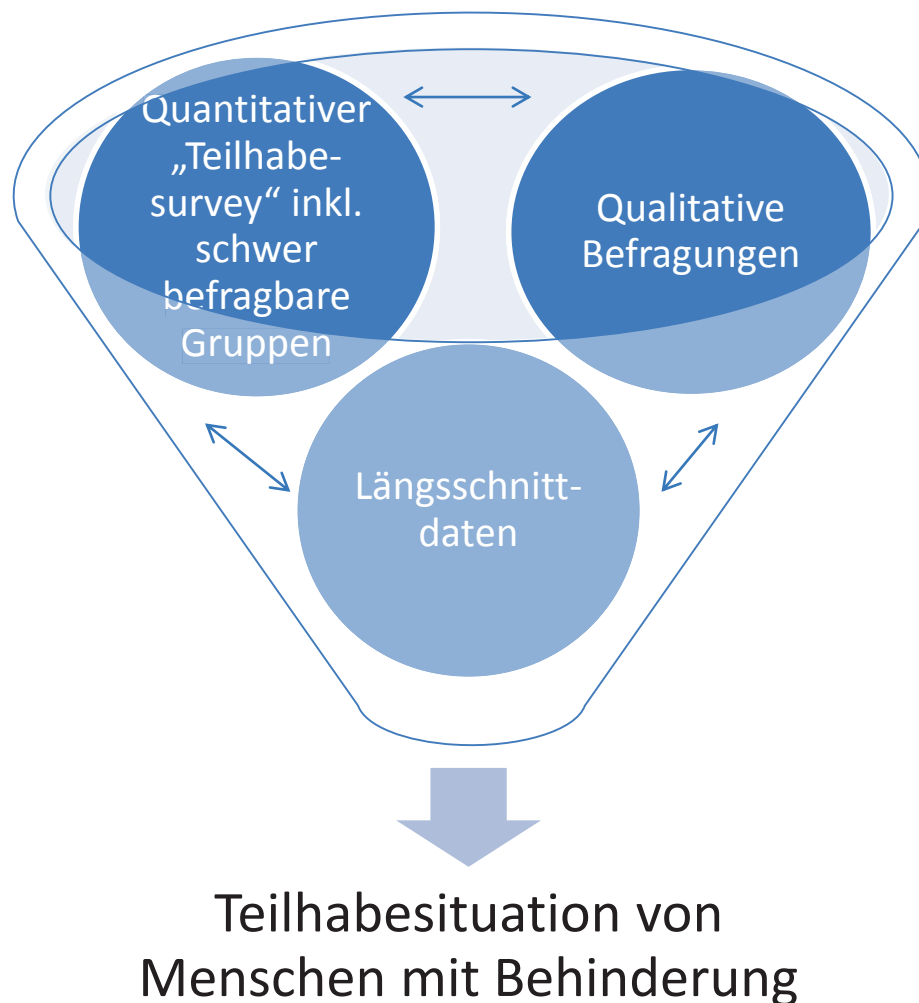 Quantitativer
„Teilhabe-
survey“ inkl.
schwer
befragbare
Gruppen
Qualitative
Befragungen
Längsschnitt-
daten
Teilhabesituation von
Menschen mit Behinderung